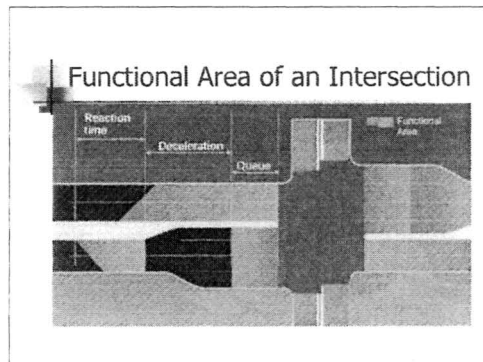 Functional Area of an Intersection
Reaction
time
Deceleration
Queue
Functional
Area